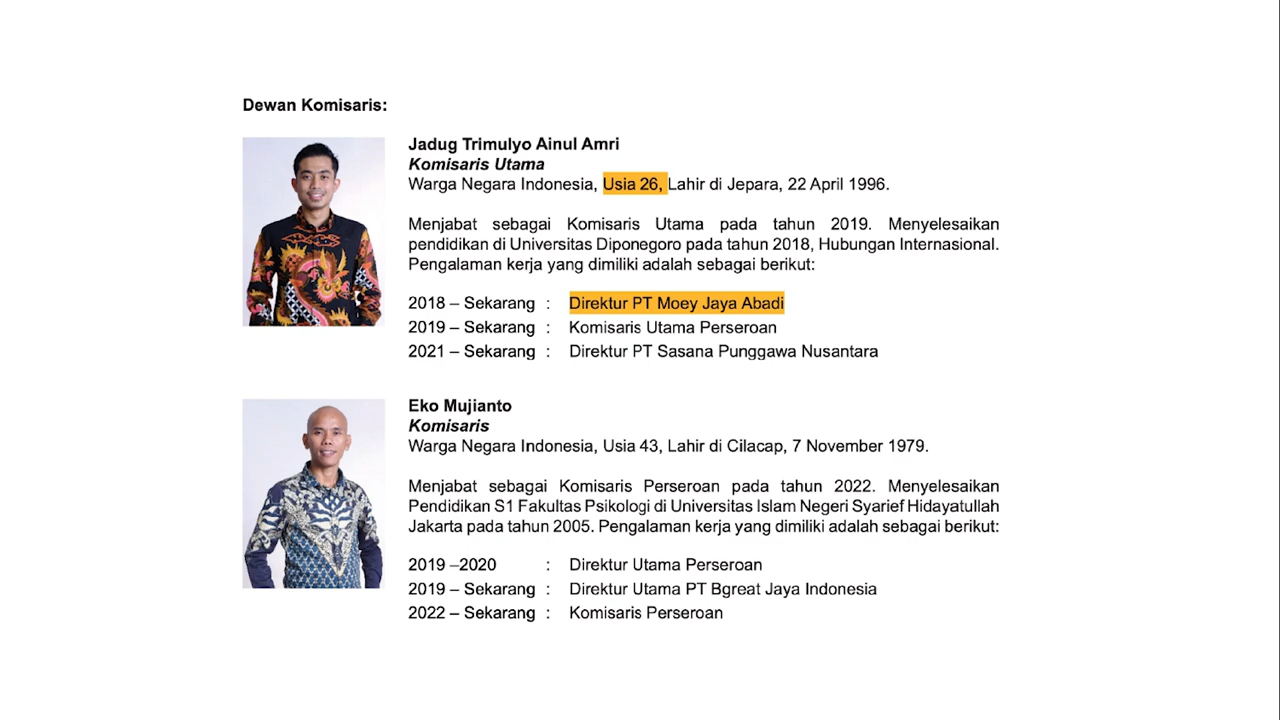 Dewan Komisaris:
Jadug Trimulyo Ainul Amri
Komisaris Utama
Warga Negara Indonesia, Usia 26, Lahir di Jepara, 22 April 1996.
Menjabat sebagai Komisaris Utama pada tahun 2019. Menyelesaikan
pendidikan di Universitas Diponegoro pada tahun 2018, Hubungan Internasional.
Pengalaman kerja yang dimiliki adalah sebagai berikut:
2018 – Sekarang : Direktur PT Moey Jaya Abadi
2019 – Sekarang : Komisaris Utama Perseroan
2021 – Sekarang : Direktur PT Sasana Punggawa Nusantara
Eko Mujianto
Komisaris
Warga Negara Indonesia, Usia 43, Lahir di Cilacap, 7 November 1979.
Menjabat sebagai Komisaris Perseroan pada tahun 2022. Menyelesaikan
Pendidikan S1 Fakultas Psikologi di Universitas Islam Negeri Syarief Hidayatullah
Jakarta pada tahun 2005. Pengalaman kerja yang dimiliki adalah sebagai berikut:
2019 –2020 : Direktur Utama Perseroan
2019 – Sekarang : Direktur Utama PT Bgreat Jaya Indonesia
2022 – Sekarang : Komisaris Perseroan